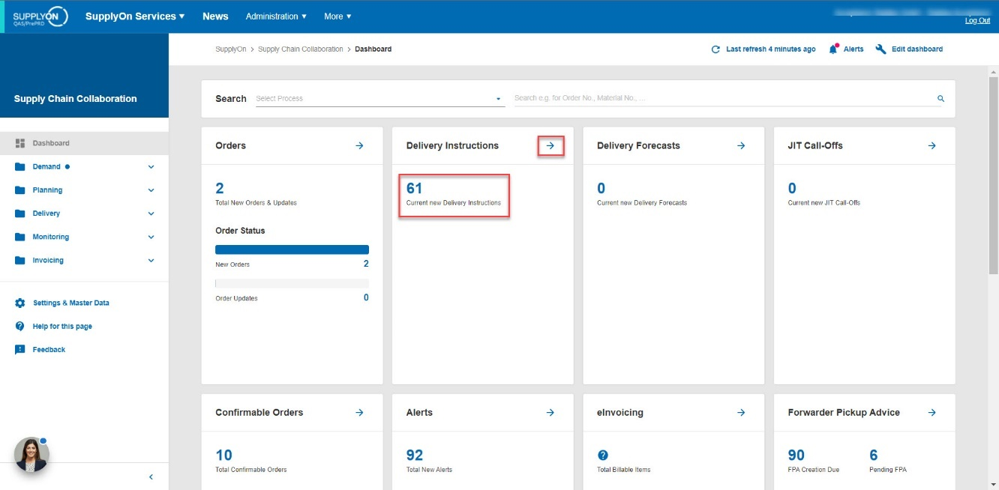 SUPPLYON
QAS/PrePRD
SupplyOn Services
News
Administration
More
Log Out
Supply Chain Collaboration
SupplyOn > Supply Chain Collaboration > Dashboard
Last refresh 4 minutes ago
Alerts
Edit dashboard
Dashboard
Demand
Planning
Delivery
Monitoring
Invoicing
Settings & Master Data
Help for this page
Feedback
Search
Select Process
Search e.g. for Order No., Material No., ...
Orders
2
Total New Orders & Updates
Order Status
New Orders 2
Order Updates 0
Delivery Instructions
61
Current new Delivery Instructions
Delivery Forecasts
0
Current new Delivery Forecasts
JIT Call-Offs
0
Current new JIT Call-Offs
Confirmable Orders
10
Total Confirmable Orders
Alerts
92
Total New Alerts
eInvoicing
Total Billable Items
Forwarder Pickup Advice
90
FPA Creation Due
6
Pending FPA